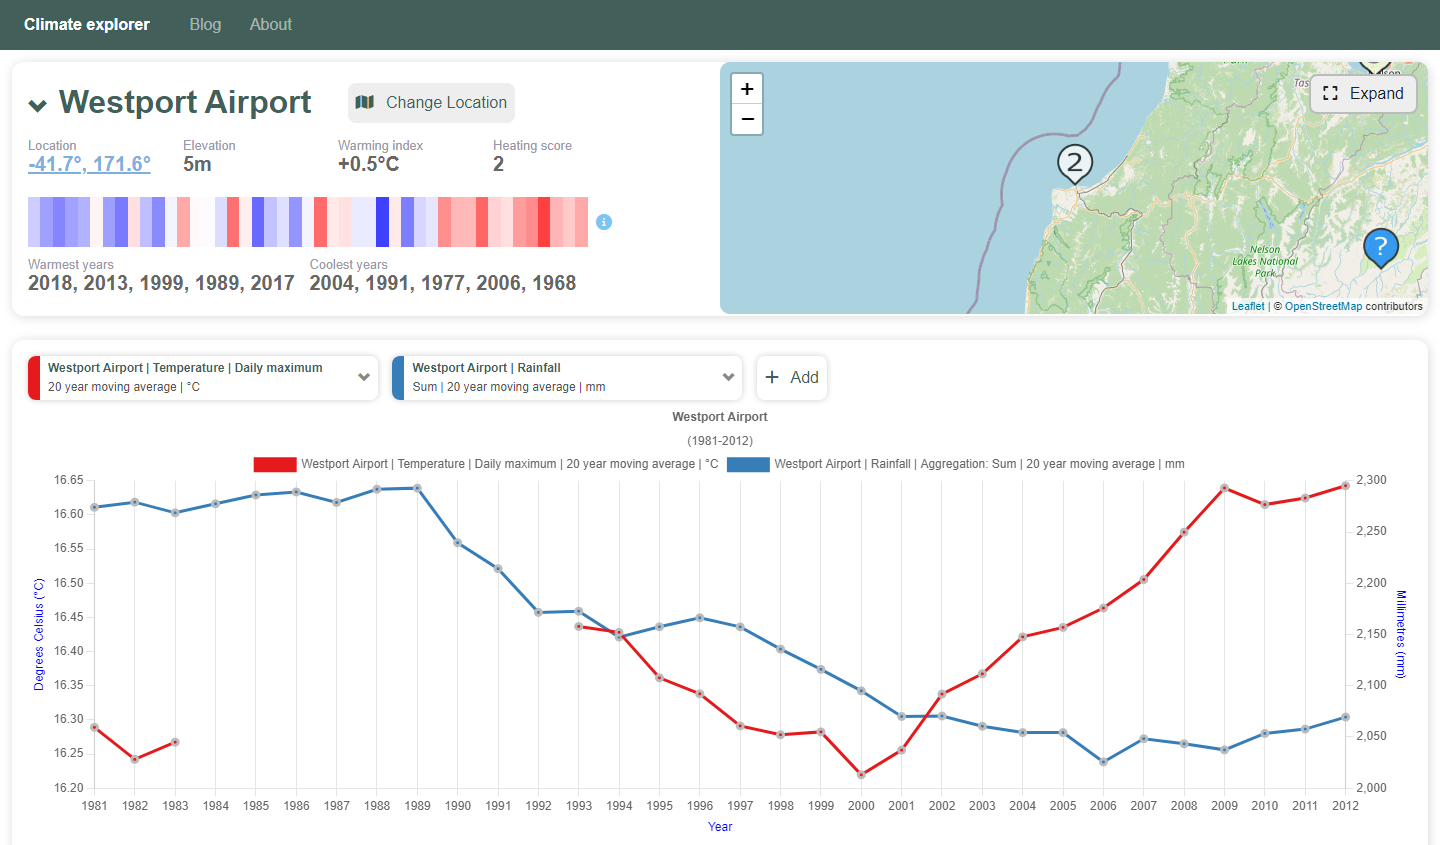 Climate explorer Blog About
Westport Airport
Change Location
Location Elevation Warming index Heating score
-41.7°, 171.6° 5m +0.5°C 2
Warmest years Coolest years
2018, 2013, 1999, 1989, 2017 2004, 1991, 1977, 2006, 1968
+
−
Expand
2
?
Nelson
Lakes National
Park
Leaflet | © OpenStreetMap contributors
Westport Airport | Temperature | Daily maximum
20 year moving average | °C
Westport Airport | Rainfall
Sum | 20 year moving average | mm
+ Add
Westport Airport
(1981-2012)
Westport Airport | Temperature | Daily maximum | 20 year moving average | °C
Westport Airport | Rainfall | Aggregation: Sum | 20 year moving average | mm
16.65
16.60
16.55
16.50
16.45
16.40
16.35
16.30
16.25
16.20
Degrees Celsius (°C)
2,300
2,250
2,200
2,150
2,100
2,050
2,000
Millimetres (mm)
1981 1982 1983 1984 1985 1986 1987 1988 1989 1990 1991 1992 1993 1994 1995 1996 1997 1998 1999 2000 2001 2002 2003 2004 2005 2006 2007 2008 2009 2010 2011 2012
Year